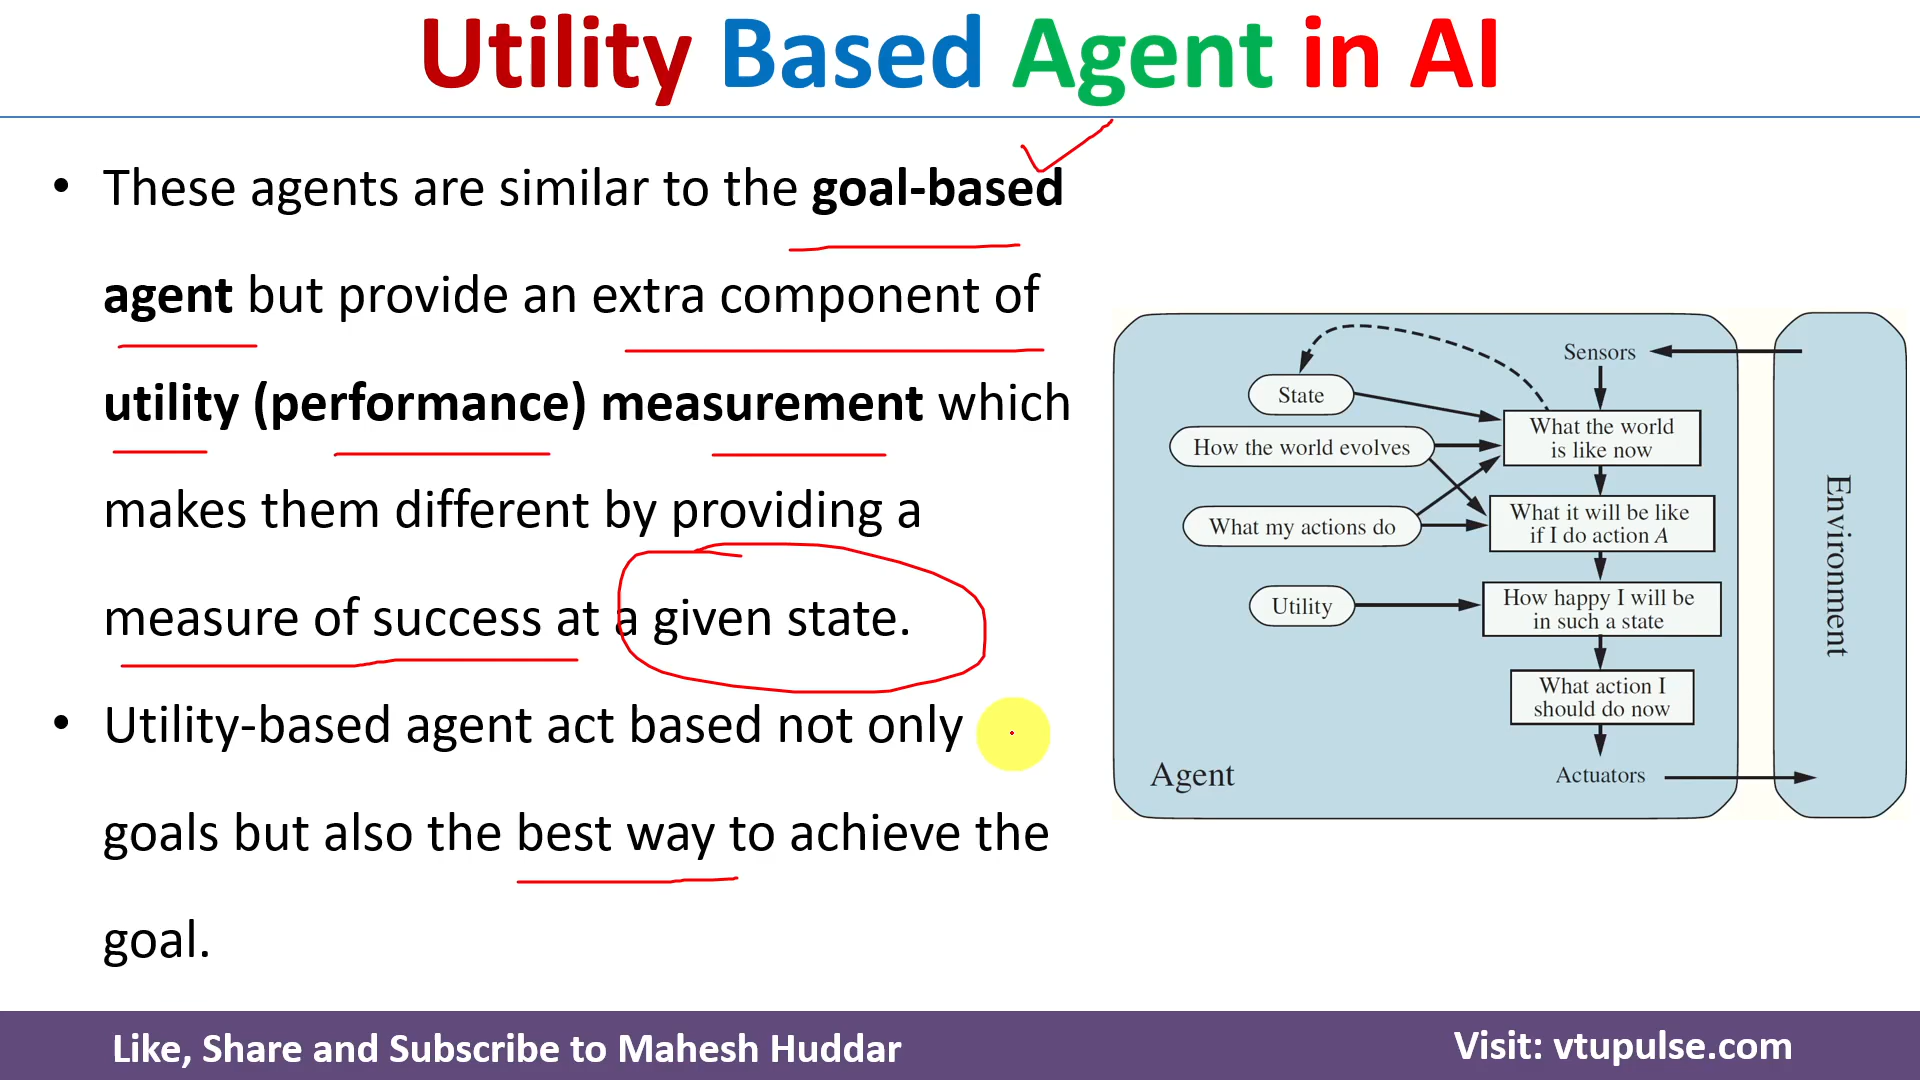 Utility Based Agent in AI
• These agents are similar to the goal-based
agent but provide an extra component of
utility (performance) measurement which
makes them different by providing a
measure of success at a given state.
• Utility-based agent act based not only
goals but also the best way to achieve the
goal.
Sensors
State
What the world
is like now
How the world evolves
What it will be like
if I do action A
What my actions do
How happy I will be
in such a state
Utility
What action I
should do now
Agent
Actuators
Environment
Like, Share and Subscribe to Mahesh Huddar
Visit: vtupulse.com